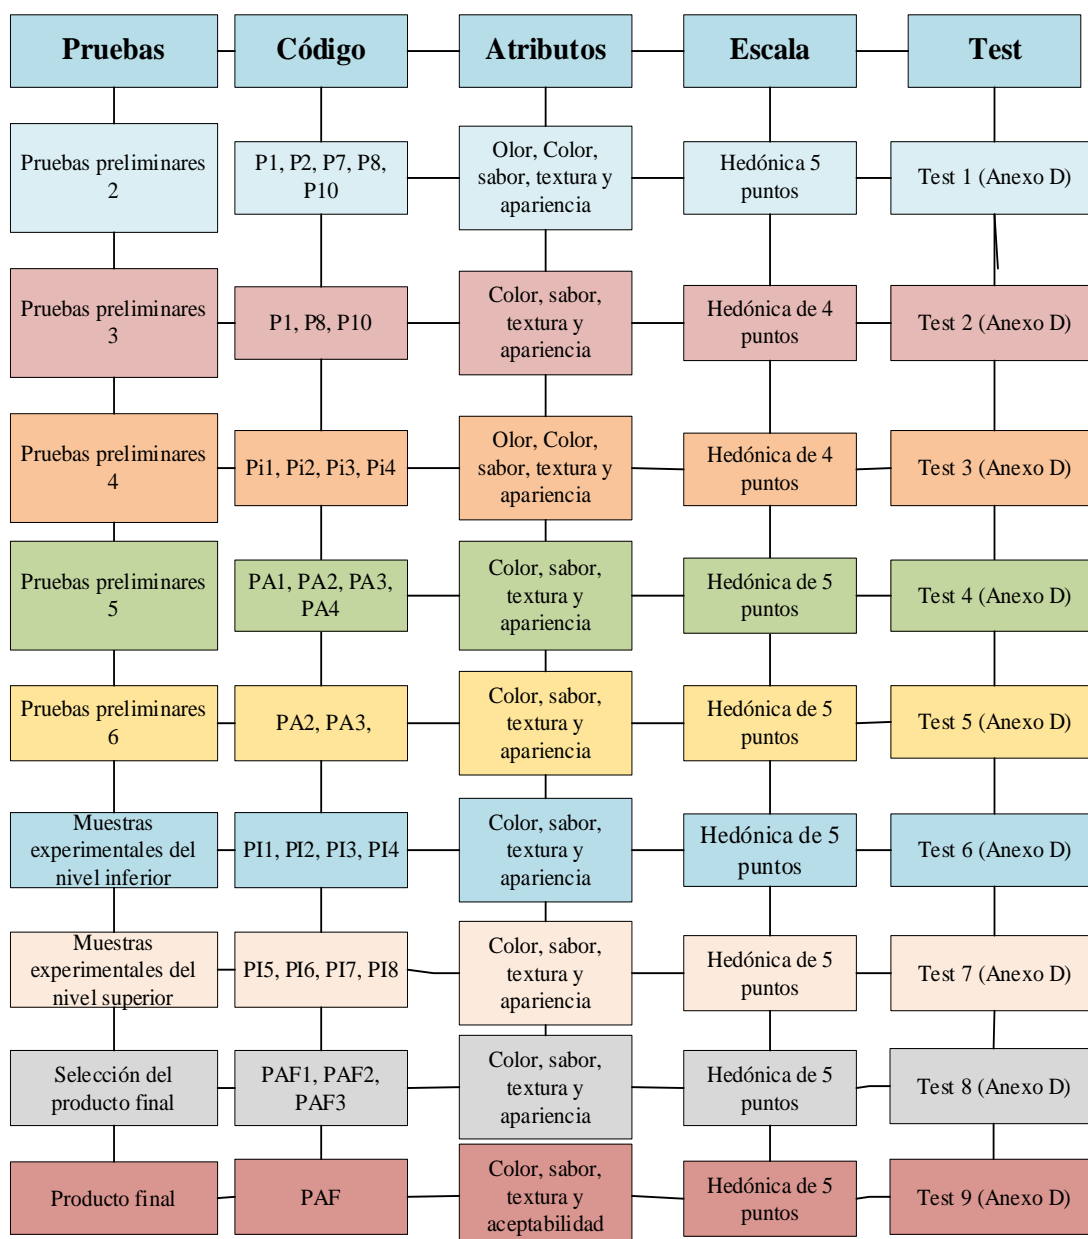 Pruebas
Código
Atributos
Escala
Test
Pruebas preliminares
2
P1, P2, P7, P8,
P10
Olor, Color,
sabor, textura y
apariencia
Hedónica 5
puntos
Test 1 (Anexo D)
Pruebas preliminares
3
P1, P8, P10
Color, sabor,
textura y
apariencia
Hedónica de 4
puntos
Test 2 (Anexo D)
Pruebas preliminares
4
Pi1, Pi2, Pi3, Pi4
Olor, Color,
sabor, textura y
apariencia
Hedónica de 4
puntos
Test 3 (Anexo D)
Pruebas preliminares
5
PA1, PA2, PA3,
PA4
Color, sabor,
textura y
apariencia
Hedónica de 5
puntos
Test 4 (Anexo D)
Pruebas preliminares
6
PA2, PA3,
Color, sabor,
textura y
apariencia
Hedónica de 5
puntos
Test 5 (Anexo D)
Muestras
experimentales del
nivel inferior
PI1, PI2, PI3, PI4
Color, sabor,
textura y
apariencia
Hedónica de 5
puntos
Test 6 (Anexo D)
Muestras
experimentales del
nivel superior
PI5, PI6, PI7, PI8
Color, sabor,
textura y
apariencia
Hedónica de 5
puntos
Test 7 (Anexo D)
Selección del
producto final
PAF1, PAF2,
PAF3
Color, sabor,
textura y
apariencia
Hedónica de 5
puntos
Test 8 (Anexo D)
Producto final
PAF
Color, sabor,
textura y
aceptabilidad
Hedónica de 5
puntos
Test 9 (Anexo D)